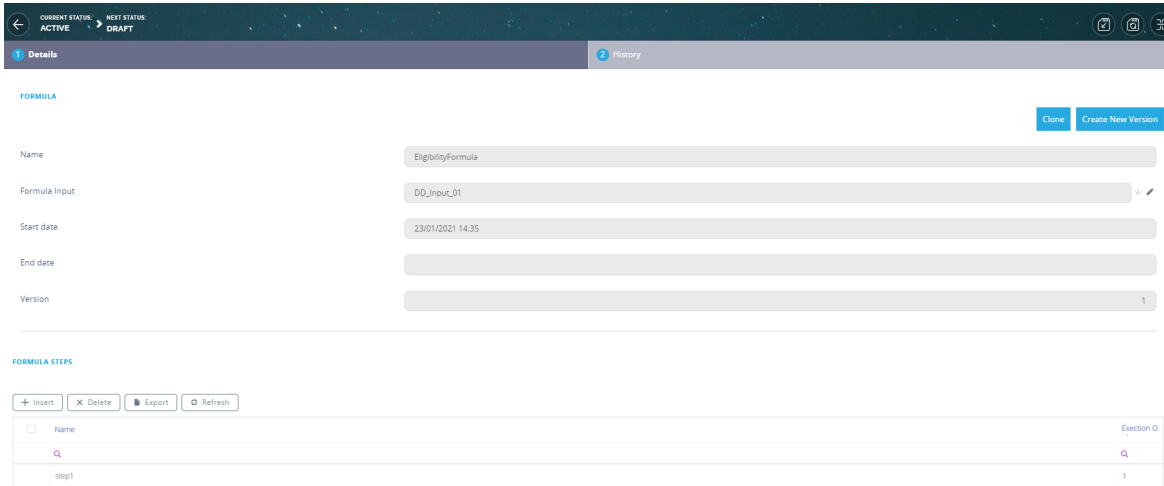 CURRENT STATUS: NEXT STATUS:
ACTIVE DRAFT
1 Details
2 History
FORMULA
Clone
Create New Version
Name
EligibilityFormula
Formula Input
DD_Input_01
Start date
23/01/2021 14:35
End date
Version
1
FORMULA STEPS
Insert
Delete
Export
Refresh
Name
Exection O
step1
1